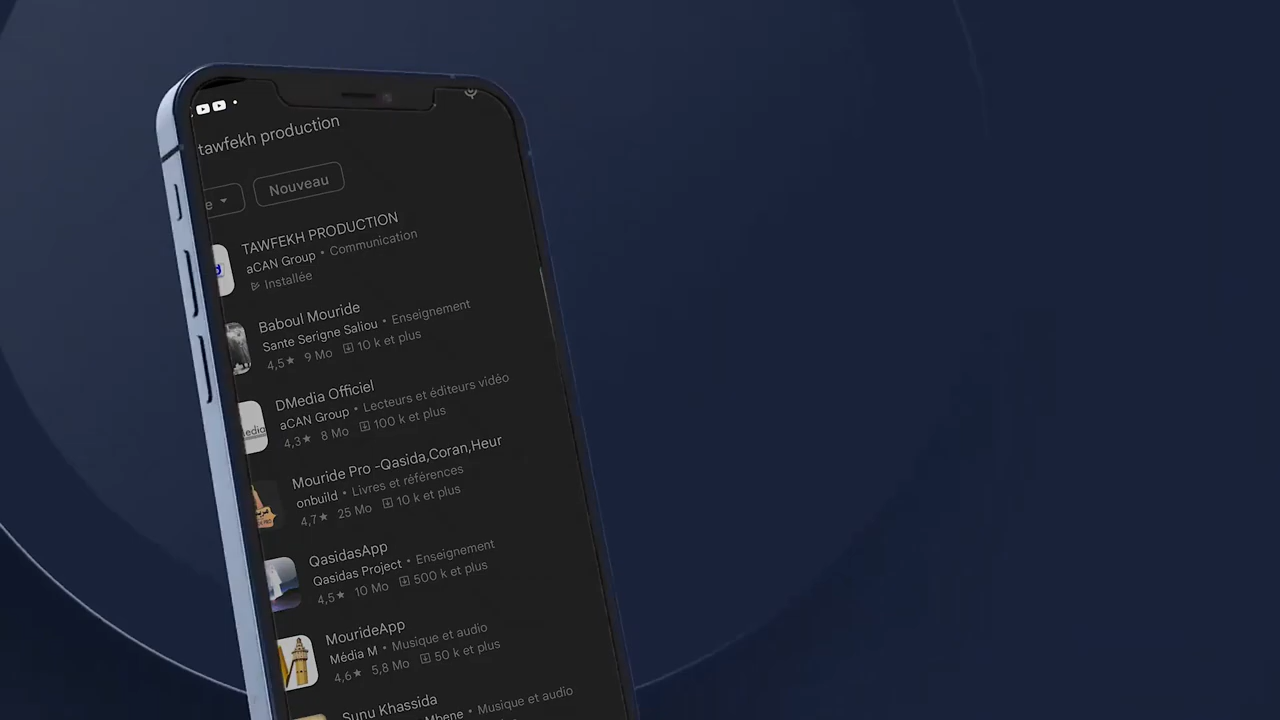 tawfekh production
e
Nouveau
TAWFEKH PRODUCTION
aCAN Group • Communication
Installée
Baboul Mouride
Sante Serigne Saliou • Enseignement
4,5★ 9 Mo 10 k et plus
DMedia Officiel
aCAN Group • Lecteurs et éditeurs vidéo
edia
4,3★ 8 Mo 100 k et plus
Mouride Pro -Qasida,Coran,Heur
onbuild • Livres et références
4,7★ 25 Mo 10 k et plus
QasidasApp
Qasidas Project • Enseignement
4,5★ 10 Mo 500 k et plus
MourideApp
Média M • Musique et audio
4,6★ 5,8 Mo 50 k et plus
Sunu Khassida
Mbene • Musique et audio